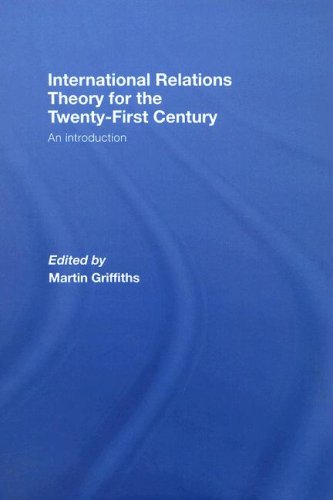 International Relations
Theory for the
Twenty-First Century
An introduction
Edited by
Martin Griffiths